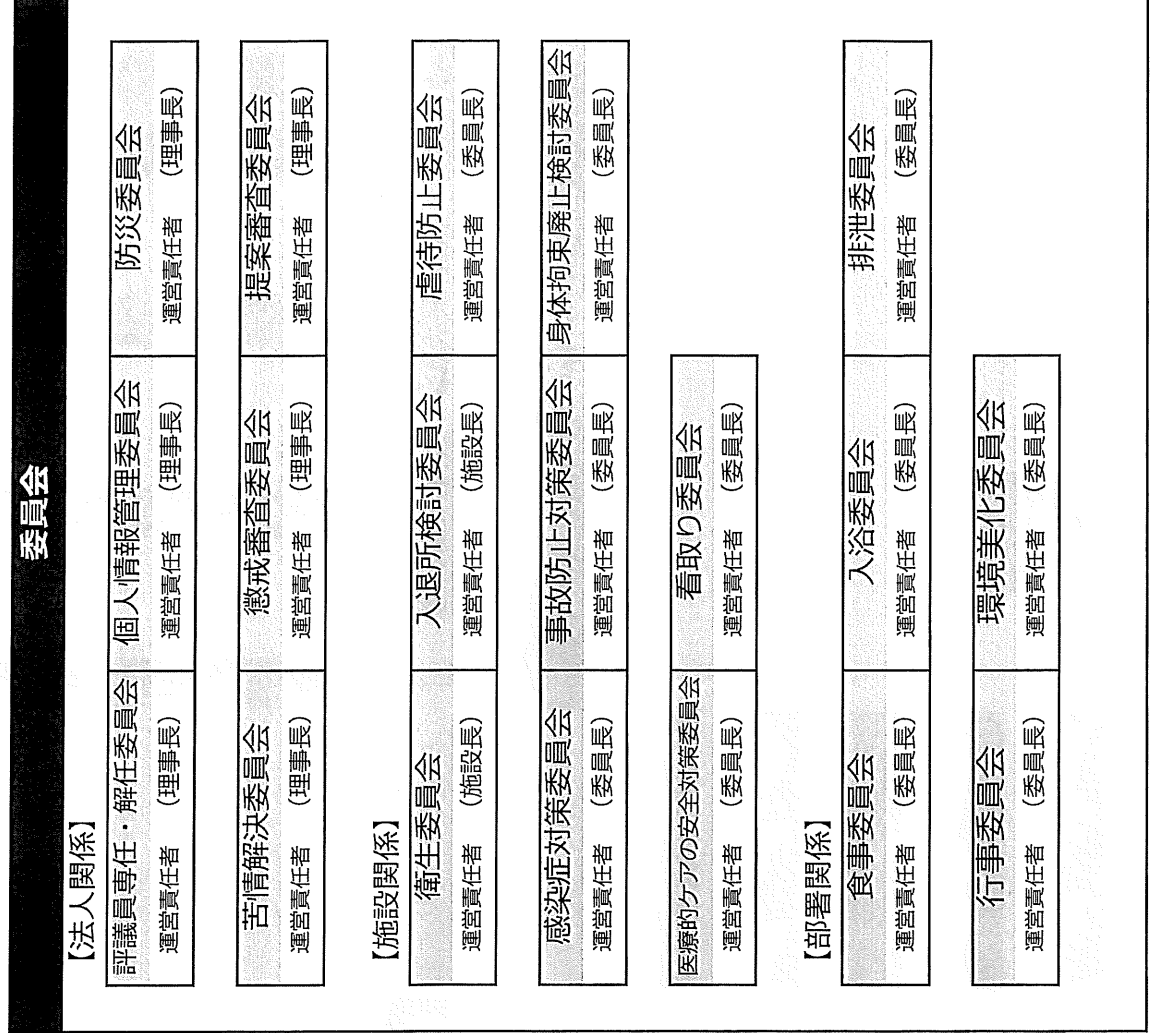 委員会
【法人関係】
評議員専任・解任委員会 個人情報管理委員会 防災委員会
運営責任者 （理事長） 運営責任者 （理事長） 運営責任者 （理事長）
苦情解決委員会 懲戒審査委員会 提案審査委員会
運営責任者 （理事長） 運営責任者 （理事長） 運営責任者 （理事長）
【施設関係】
衛生委員会 入退所検討委員会 虐待防止委員会
運営責任者 （施設長） 運営責任者 （施設長） 運営責任者 （委員長）
感染症対策委員会 事故防止対策委員会 身体拘束廃止検討委員会
運営責任者 （委員長） 運営責任者 （委員長） 運営責任者 （委員長）
医療的ケアの安全対策委員会 看取り委員会
運営責任者 （委員長） 運営責任者 （委員長）
【部署関係】
食事委員会 入浴委員会 排泄委員会
運営責任者 （委員長） 運営責任者 （委員長） 運営責任者 （委員長）
行事委員会 環境美化委員会
運営責任者 （委員長） 運営責任者 （委員長）